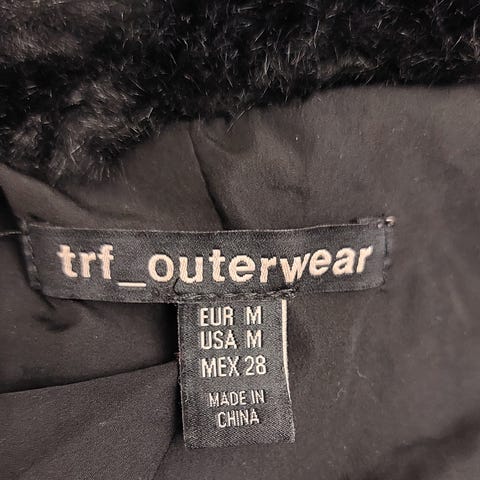 trf_outerwear
EUR M
USA M
MEX 28
MADE IN
CHINA